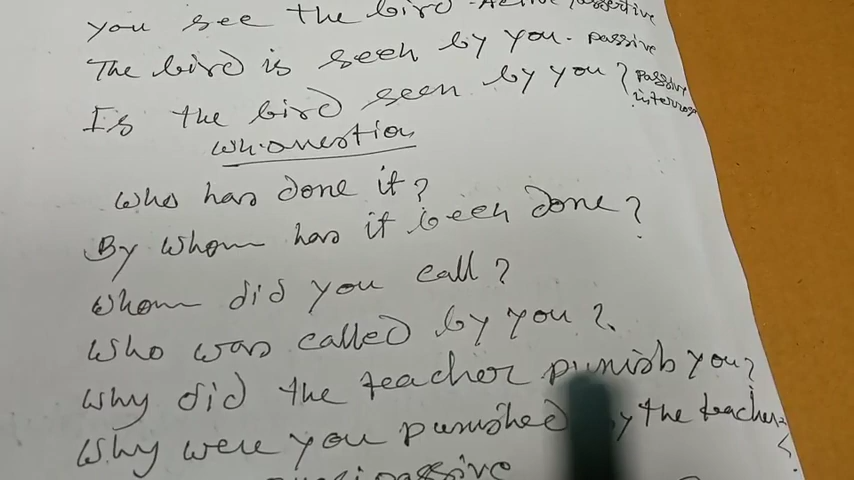 you see the bird - Active Assertive
The bird is seen by you. passive
Is the bird seen by you? passive
interrog
Wh. Question
Who has done it?
By whom has it been done?
Whom did you call?
Who was called by you?
Why did the teacher punish you?
Why were you punished by the teacher?
passive